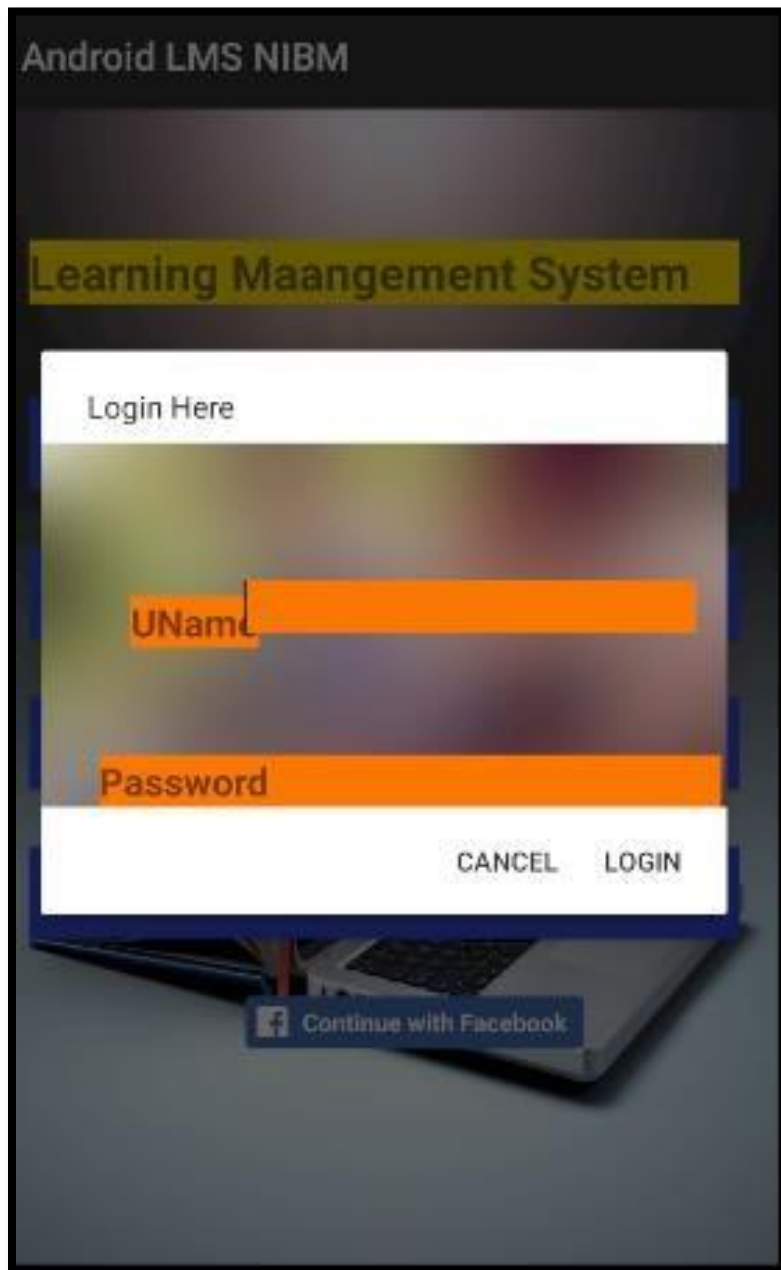 Android LMS NIBM
Learning Maangement System
Login Here
UName
Password
CANCEL LOGIN
Continue with Facebook